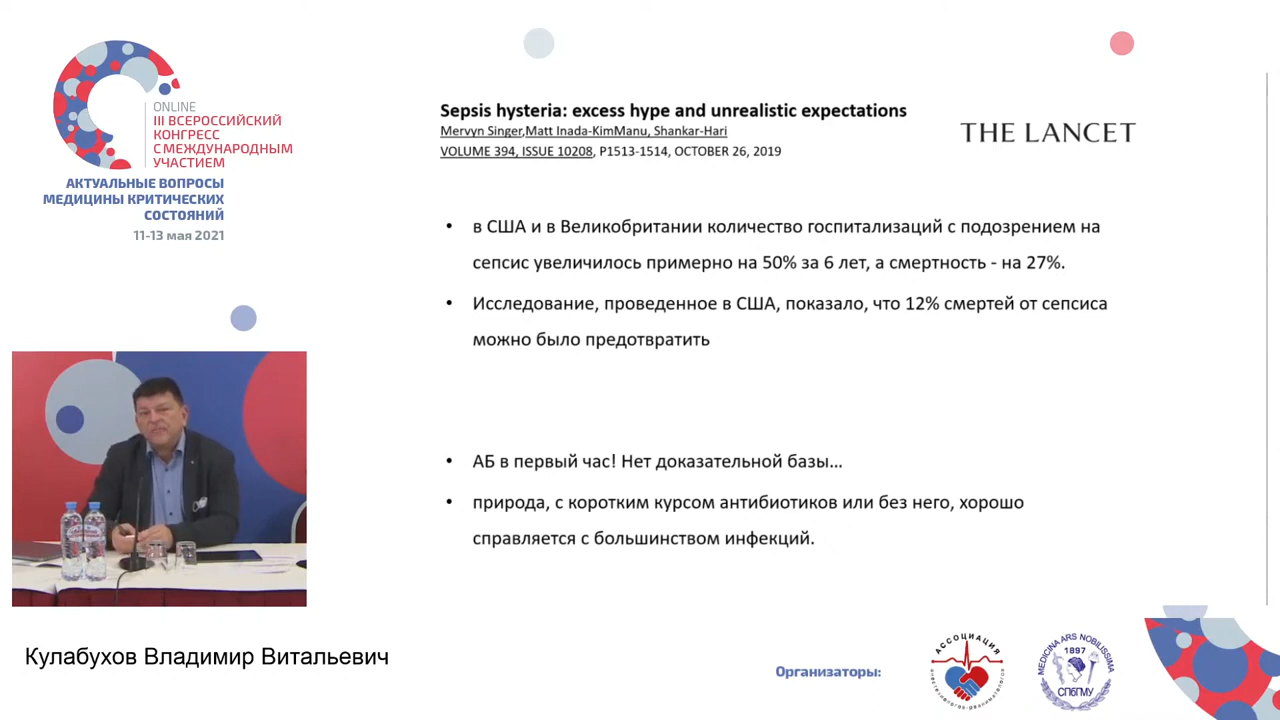 ONLINE
III ВСЕРОССИЙСКИЙ
КОНГРЕСС
С МЕЖДУНАРОДНЫМ
УЧАСТИЕМ
АКТУАЛЬНЫЕ ВОПРОСЫ
МЕДИЦИНЫ КРИТИЧЕСКИХ
СОСТОЯНИЙ
11-13 мая 2021
Sepsis hysteria: excess hype and unrealistic expectations
Mervyn Singer,Matt Inada-KimManu, Shankar-Hari
VOLUME 394, ISSUE 10208, P1513-1514, OCTOBER 26, 2019
THE LANCET
• в США и в Великобритании количество госпитализаций с подозрением на
сепсис увеличилось примерно на 50% за 6 лет, а смертность - на 27%.
• Исследование, проведенное в США, показало, что 12% смертей от сепсиса
можно было предотвратить
• АБ в первый час! Нет доказательной базы...
• природа, с коротким курсом антибиотиков или без него, хорошо
справляется с большинством инфекций.
Кулабухов Владимир Витальевич
Организаторы:
АССОЦИАЦИЯ
анестезиологов-реаниматологов
MEDICINA ARS NOBILISSIMA
1897
СПбГМУ